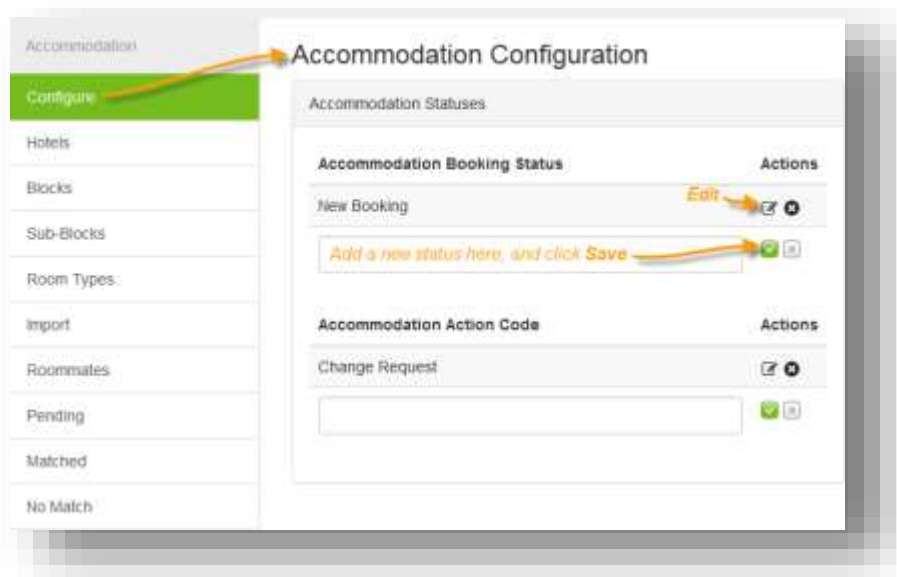 Accommodation
Configure
Hotels
Blocks
Sub-Blocks
Room Types
Import
Roommates
Pending
Matched
No Match
Accommodation Configuration
Accommodation Statuses
Accommodation Booking Status Actions
New Booking Edit
Add a new status here, and click Save
Accommodation Action Code Actions
Change Request